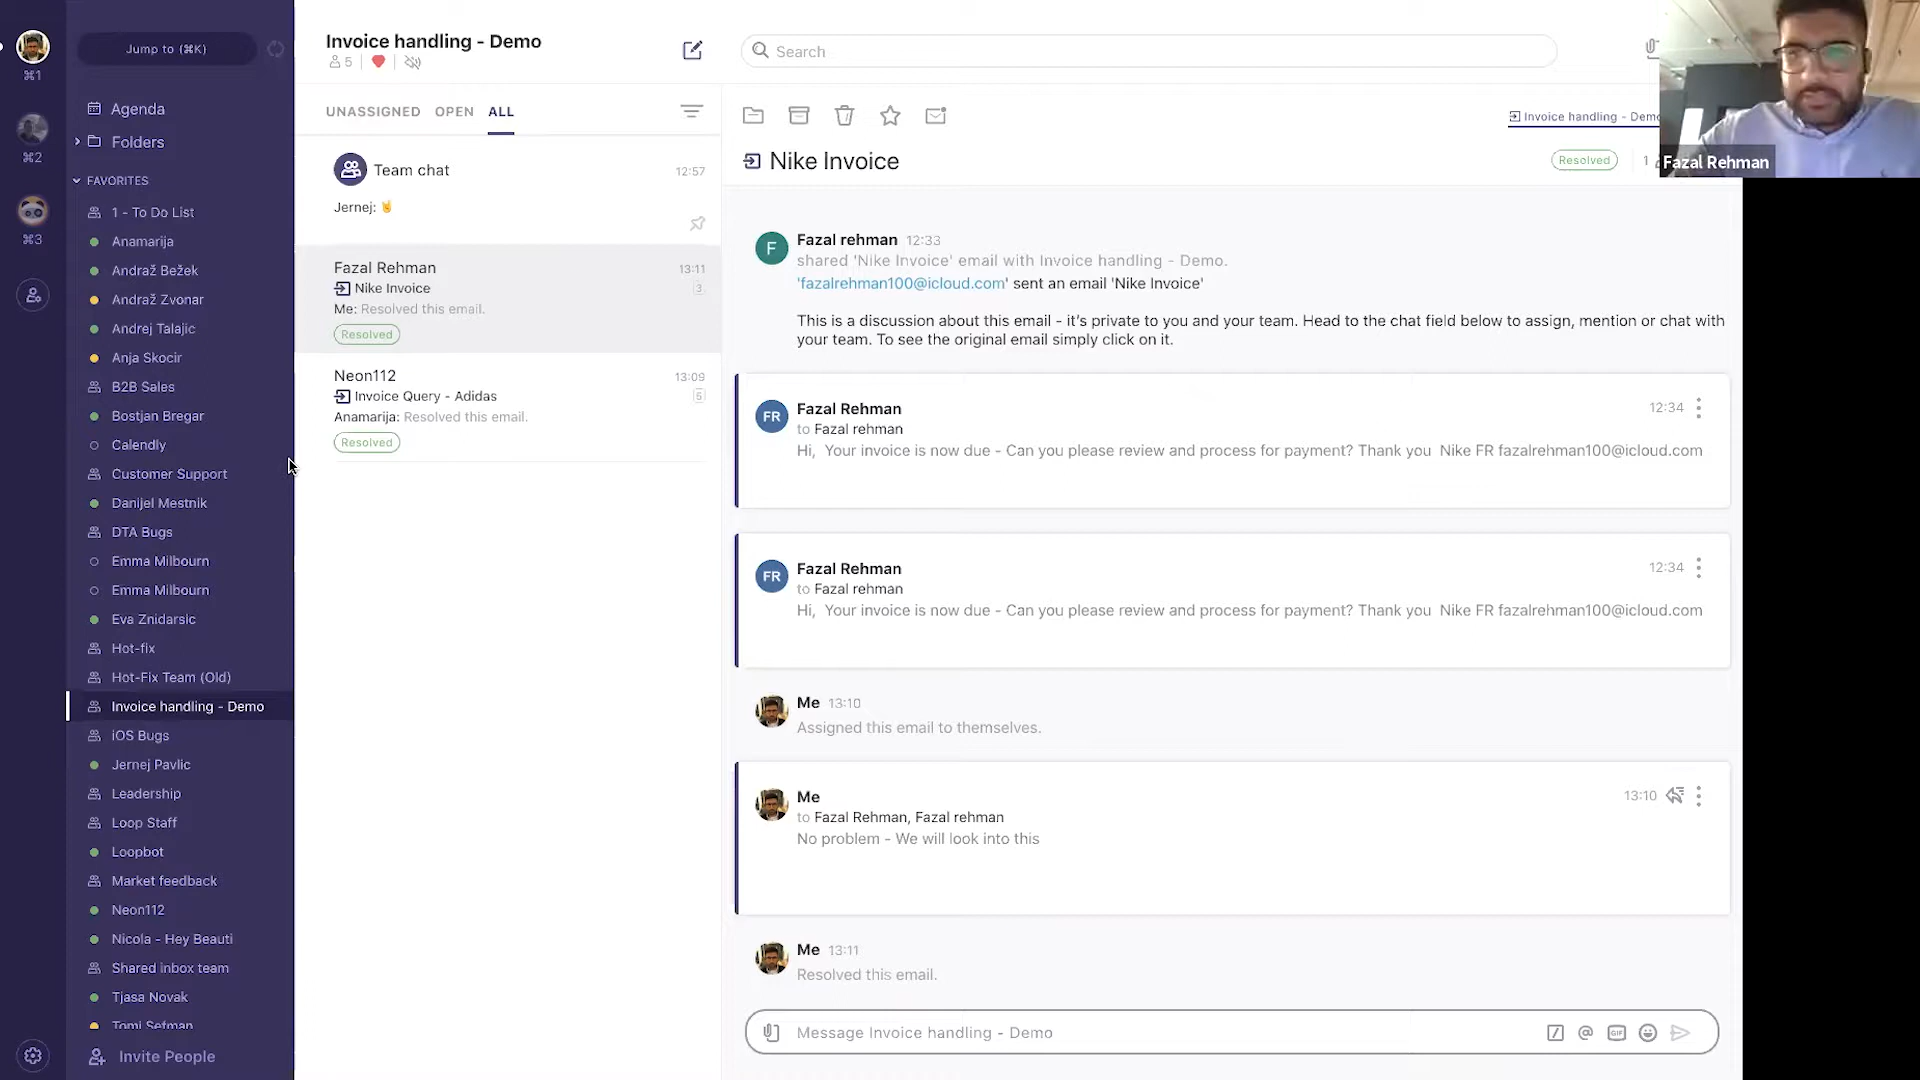 ⌘1
⌘2
⌘3
Jump to (⌘K)
Agenda
Folders
FAVORITES
1 - To Do List
Anamarija
Andraž Bežek
Andraž Zvonar
Andrej Talajic
Anja Skocir
B2B Sales
Bostjan Bregar
Calendly
Customer Support
Danijel Mestnik
DTA Bugs
Emma Milbourn
Emma Milbourn
Eva Znidarsic
Hot-fix
Hot-Fix Team (Old)
Invoice handling - Demo
iOS Bugs
Jernej Pavlic
Leadership
Loop Staff
Loopbot
Market feedback
Neon112
Nicola - Hey Beauti
Shared inbox team
Tjasa Novak
Tomi Sefman
Invite People
Invoice handling - Demo
5
UNASSIGNED OPEN ALL
Team chat 12:57
Jernej: 🤘
Fazal Rehman 13:11
Nike Invoice 3
Me: Resolved this email.
Resolved
Neon112 13:09
Invoice Query - Adidas 5
Anamarija: Resolved this email.
Resolved
Search
Invoice handling - Demo
Nike Invoice Resolved 1
Fazal Rehman
F Fazal rehman 12:33
shared 'Nike Invoice' email with Invoice handling - Demo.
'fazalrehman100@icloud.com' sent an email 'Nike Invoice'
This is a discussion about this email - it's private to you and your team. Head to the chat field below to assign, mention or chat with
your team. To see the original email simply click on it.
FR Fazal Rehman 12:34
to Fazal rehman
Hi, Your invoice is now due - Can you please review and process for payment? Thank you Nike FR fazalrehman100@icloud.com
FR Fazal Rehman 12:34
to Fazal rehman
Hi, Your invoice is now due - Can you please review and process for payment? Thank you Nike FR fazalrehman100@icloud.com
Me 13:10
Assigned this email to themselves.
Me 13:10
to Fazal Rehman, Fazal rehman
No problem - We will look into this
Me 13:11
Resolved this email.
Message Invoice handling - Demo @ GIF